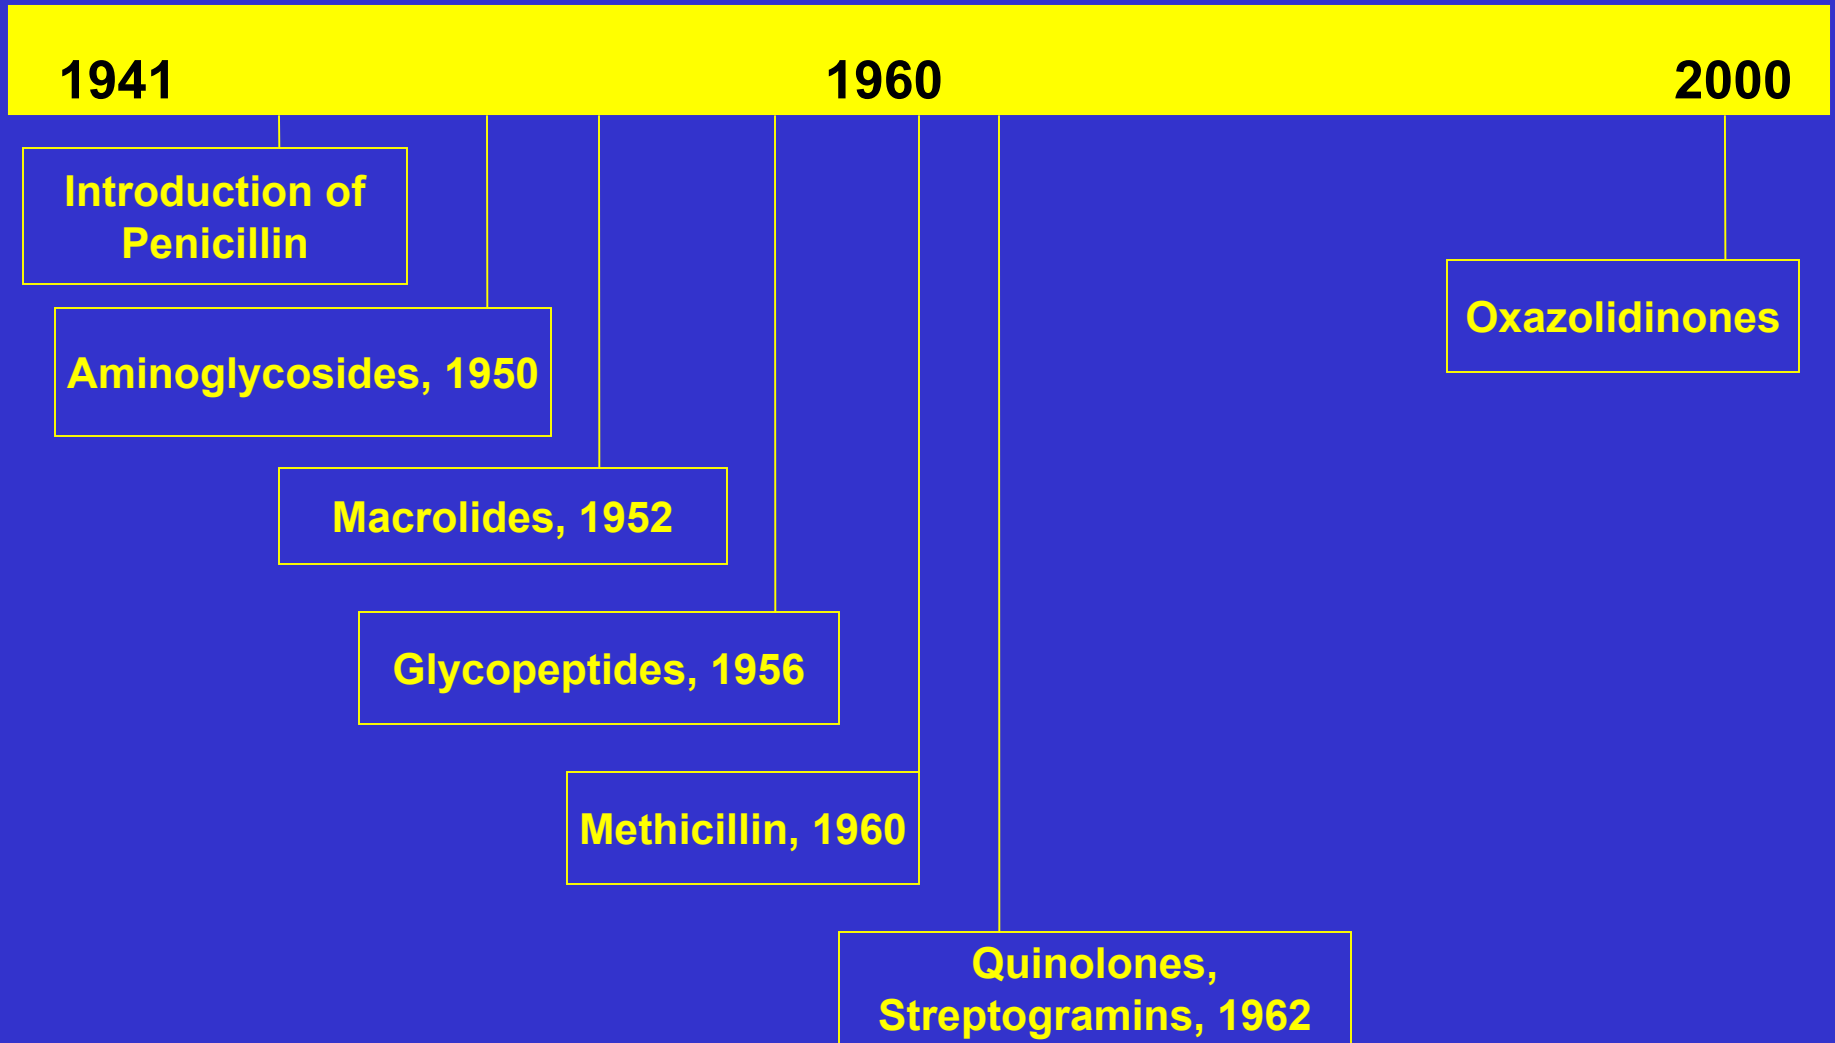 1941 1960 2000
Introduction of
Penicillin
Aminoglycosides, 1950
Oxazolidinones
Macrolides, 1952
Glycopeptides, 1956
Methicillin, 1960
Quinolones,
Streptogramins, 1962